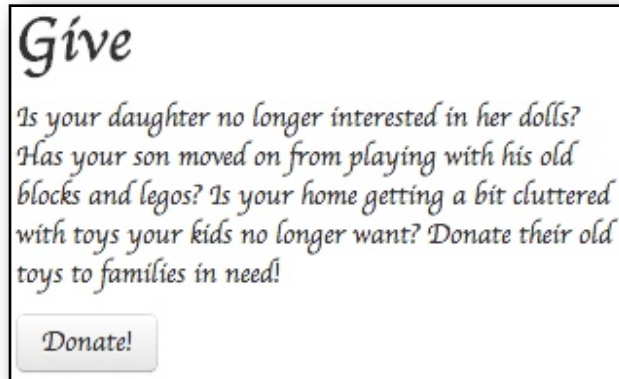 Give
Is your daughter no longer interested in her dolls?
Has your son moved on from playing with his old
blocks and legos? Is your home getting a bit cluttered
with toys your kids no longer want? Donate their old
toys to families in need!
Donate!